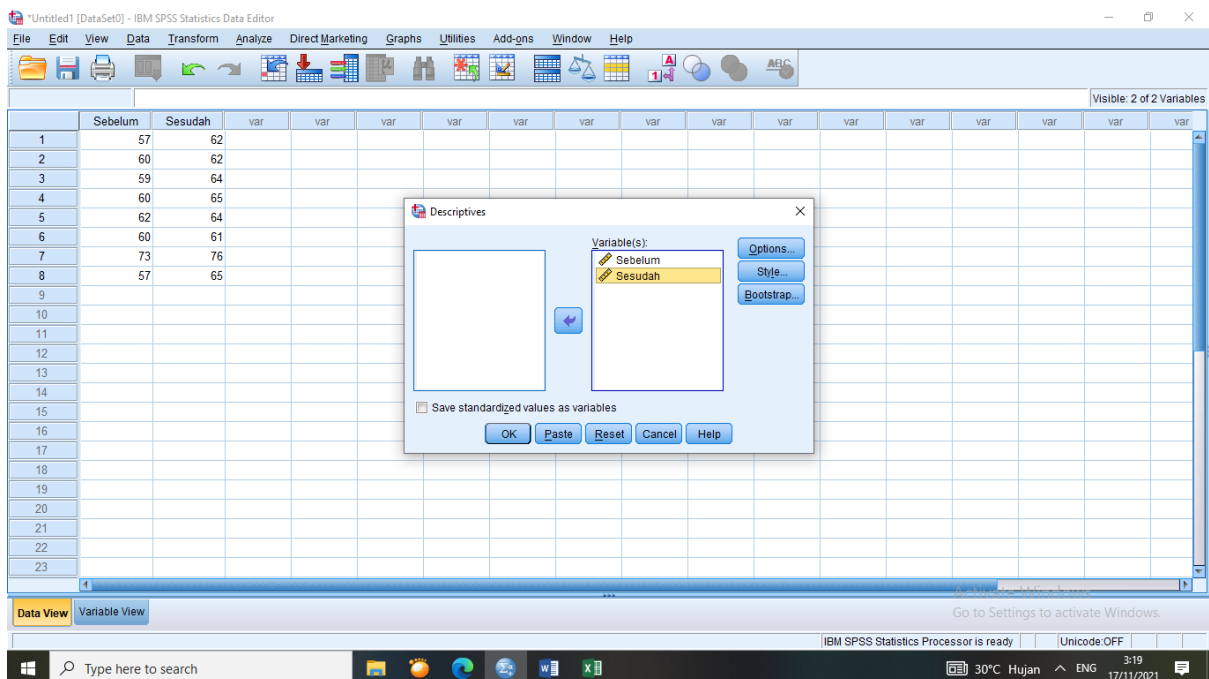 *Untitled1 [DataSet0] - IBM SPSS Statistics Data Editor
File Edit View Data Transform Analyze Direct Marketing Graphs Utilities Add-ons Window Help
Visible: 2 of 2 Variables
Sebelum Sesudah var var var var var var var var var var var var var var var
1 57 62
2 60 62
3 59 64
4 60 65
5 62 64
6 60 61
7 73 76
8 57 65
9
10
11
12
13
14
15
16
17
18
19
20
21
22
23
Descriptives
Variable(s):
Sebelum
Sesudah
Options...
Style...
Bootstrap...
Save standardized values as variables
OK Paste Reset Cancel Help
Activate Windows
Go to Settings to activate Windows.
Data View Variable View
IBM SPSS Statistics Processor is ready Unicode:OFF
Type here to search
30°C Hujan ENG 3:19
17/11/2021